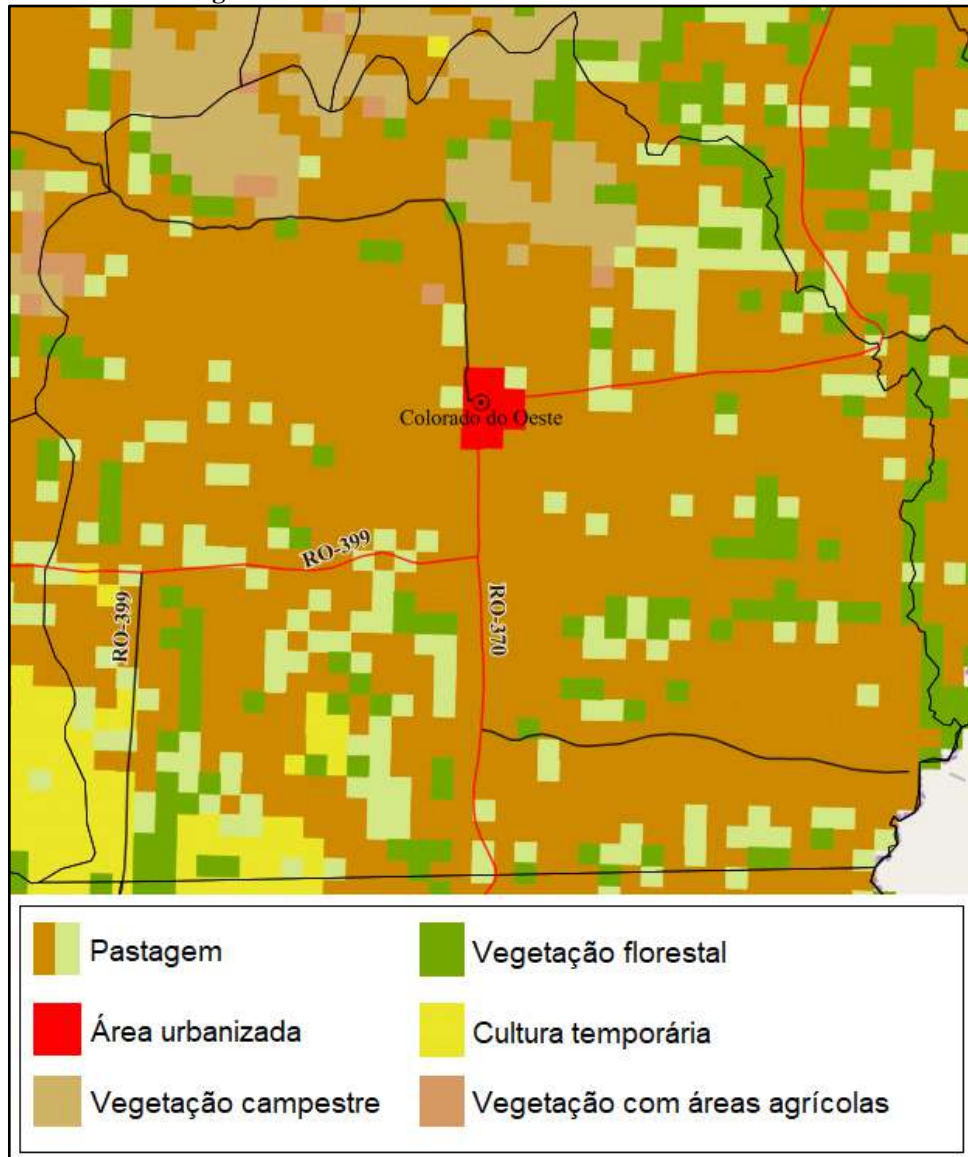 Colorado do Oeste
RO-399
RO-399
RO-370
Pastagem
Vegetação florestal
Área urbanizada
Cultura temporária
Vegetação campestre
Vegetação com áreas agrícolas